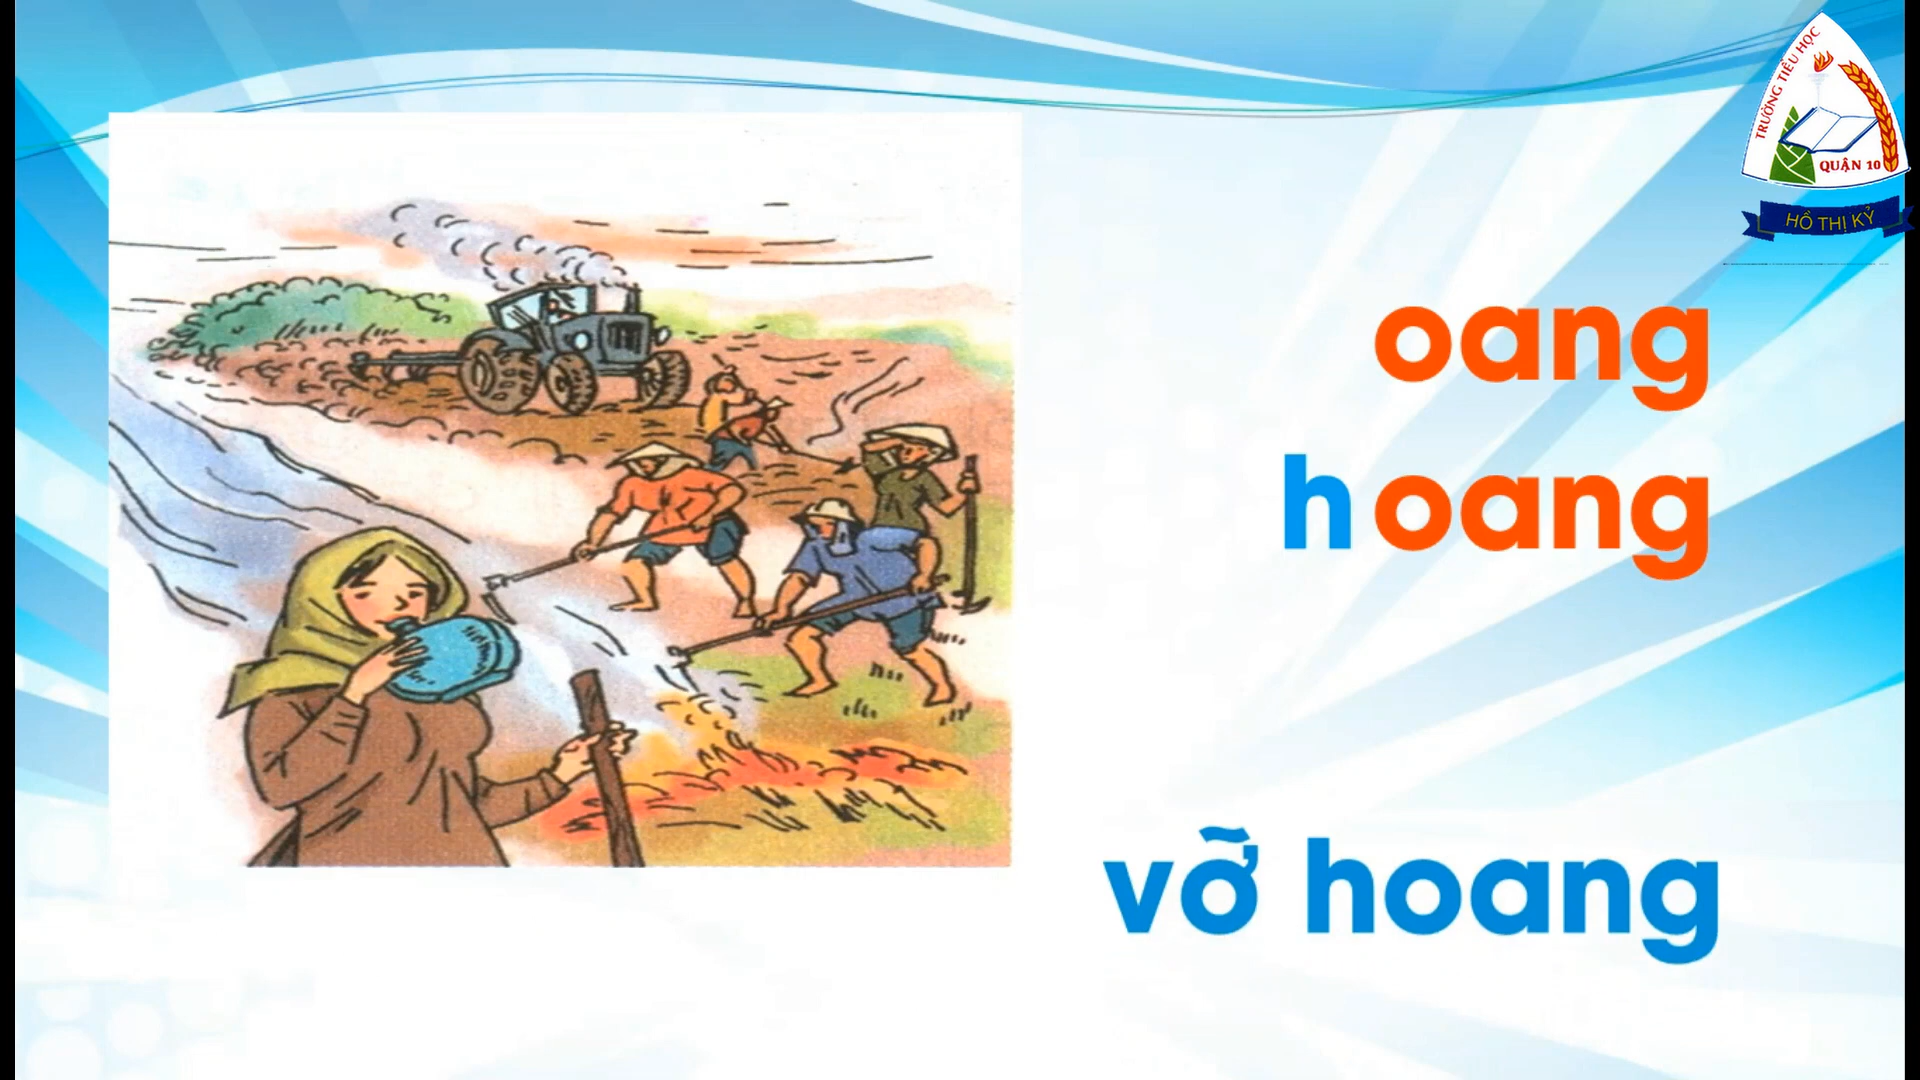 TRƯỜNG TIỂU HỌC
QUẬN 10
HỒ THỊ KỶ
oang
hoang
vỡ hoang